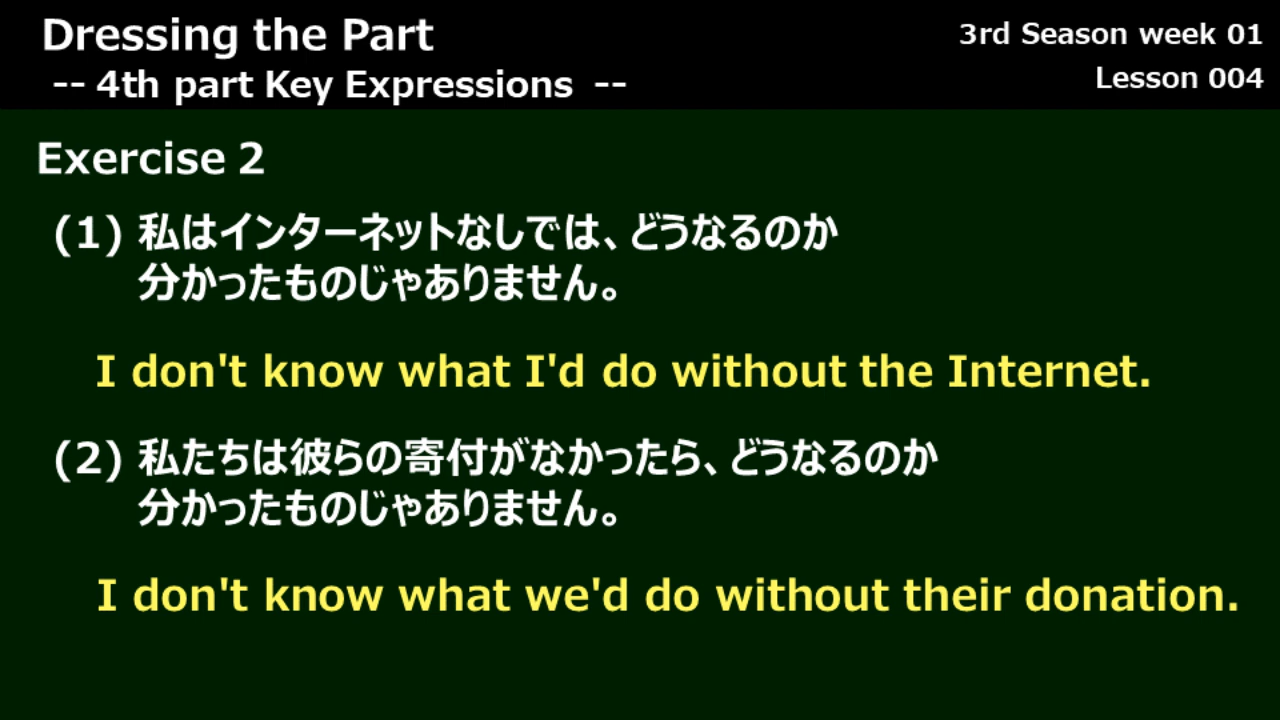 Dressing the Part
3rd Season week 01
-- 4th part Key Expressions --
Lesson 004
Exercise 2
(1) 私はインターネットなしでは、どうなるのか
分かったものじゃありません。
I don't know what I'd do without the Internet.
(2) 私たちは彼らの寄付がなかったら、どうなるのか
分かったものじゃありません。
I don't know what we'd do without their donation.